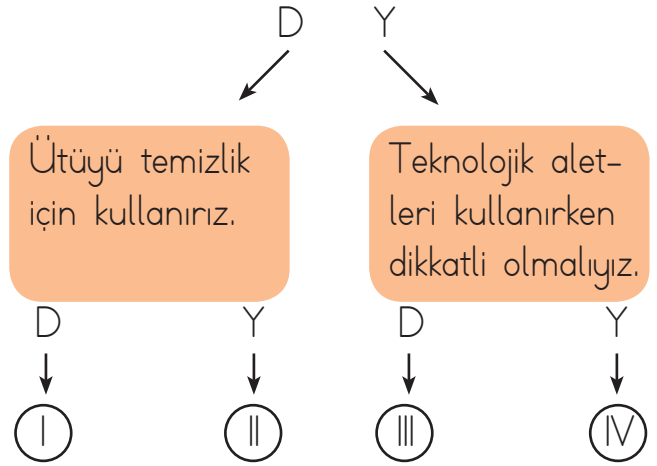 D Y
Ütüyü temizlik
için kullanırız.
Teknolojik alet-
leri kullanırken
dikkatli olmalıyız.
D Y D Y
I II III IV